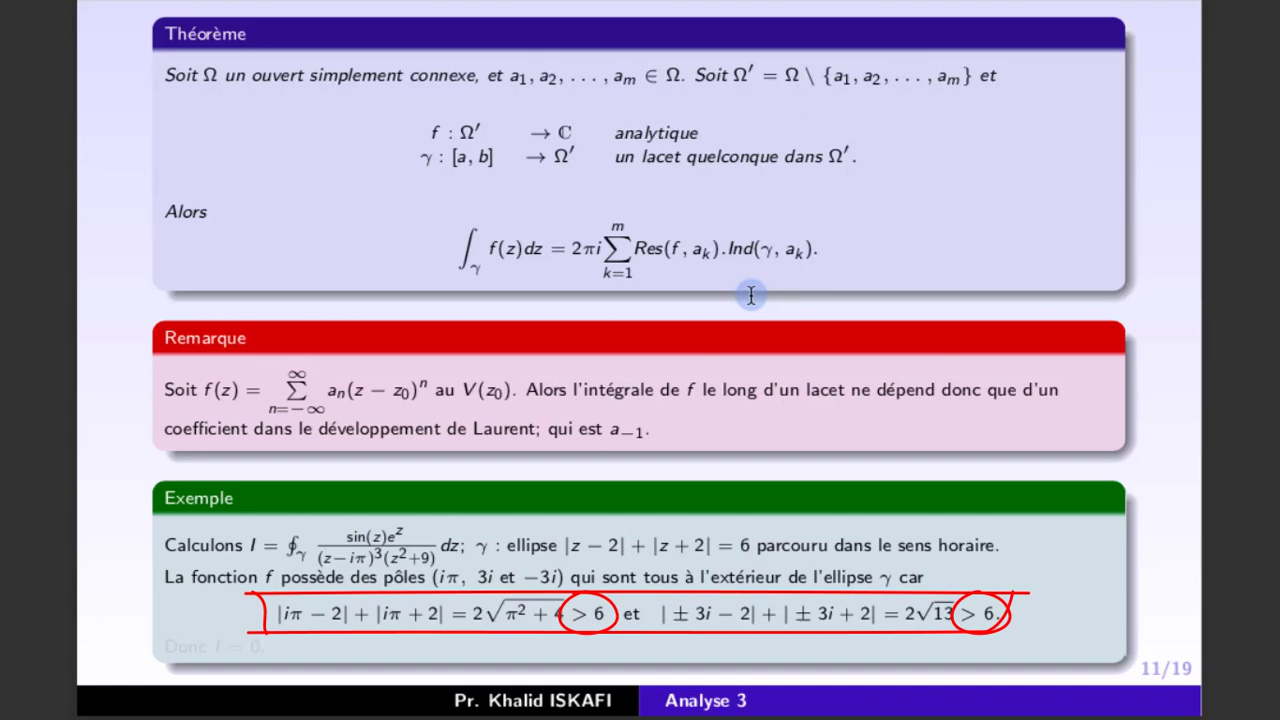 Théorème
Soit Ω un ouvert simplement connexe, et a₁, a₂, . . . , aₘ ∈ Ω. Soit Ω′ = Ω \ {a₁, a₂, . . . , aₘ} et
f : Ω′ → ℂ analytique
γ : [a, b] → Ω′ un lacet quelconque dans Ω′.
Alors
∫_γ f(z)dz = 2πi ∑_{k=1}^{m} Res(f, aₖ).Ind(γ, aₖ).
Remarque
Soit f(z) = ∑_{n=−∞}^{∞} aₙ(z − z₀)ⁿ au V(z₀). Alors l'intégrale de f le long d'un lacet ne dépend donc que d'un
coefficient dans le développement de Laurent; qui est a₋₁.
Exemple
Calculons I = ∮_γ sin(z)e^z/((z−iπ)³(z²+9)) dz; γ : ellipse |z − 2| + |z + 2| = 6 parcouru dans le sens horaire.
La fonction f possède des pôles (iπ, 3i et −3i) qui sont tous à l'extérieur de l'ellipse γ car
|iπ − 2| + |iπ + 2| = 2√(π² + 4) > 6 et | ± 3i − 2| + | ± 3i + 2| = 2√13 > 6.
Donc I = 0.
11/19
Pr. Khalid ISKAFI Analyse 3